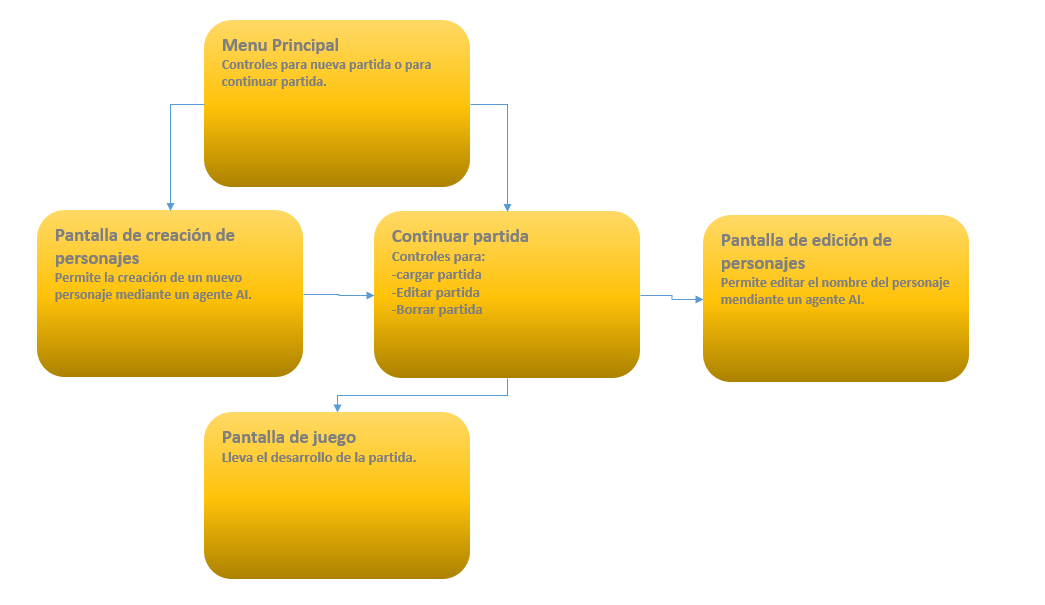 Menu Principal
Controles para nueva partida o para
continuar partida.
Pantalla de creación de
personajes
Permite la creación de un nuevo
personaje mediante un agente AI.
Continuar partida
Controles para:
-cargar partida
-Editar partida
-Borrar partida
Pantalla de edición de
personajes
Permite editar el nombre del personaje
mendiante un agente AI.
Pantalla de juego
Lleva el desarrollo de la partida.